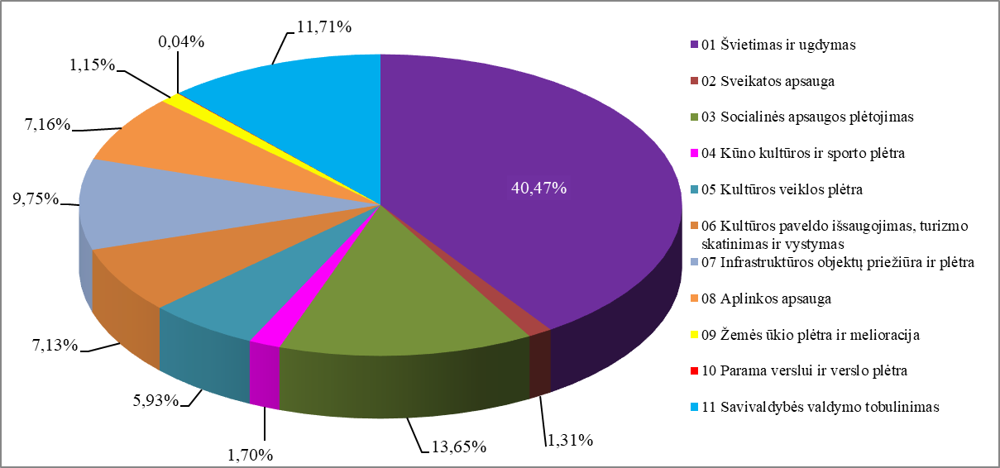 11,71%
0,04%
1,15%
7,16%
9,75%
7,13%
5,93%
1,70%
13,65%
1,31%
40,47%
01 Švietimas ir ugdymas
02 Sveikatos apsauga
03 Socialinės apsaugos plėtojimas
04 Kūno kultūros ir sporto plėtra
05 Kultūros veiklos plėtra
06 Kultūros paveldo išsaugojimas, turizmo
skatinimas ir vystymas
07 Infrastruktūros objektų priežiūra ir plėtra
08 Aplinkos apsauga
09 Žemės ūkio plėtra ir melioracija
10 Parama verslui ir verslo plėtra
11 Savivaldybės valdymo tobulinimas